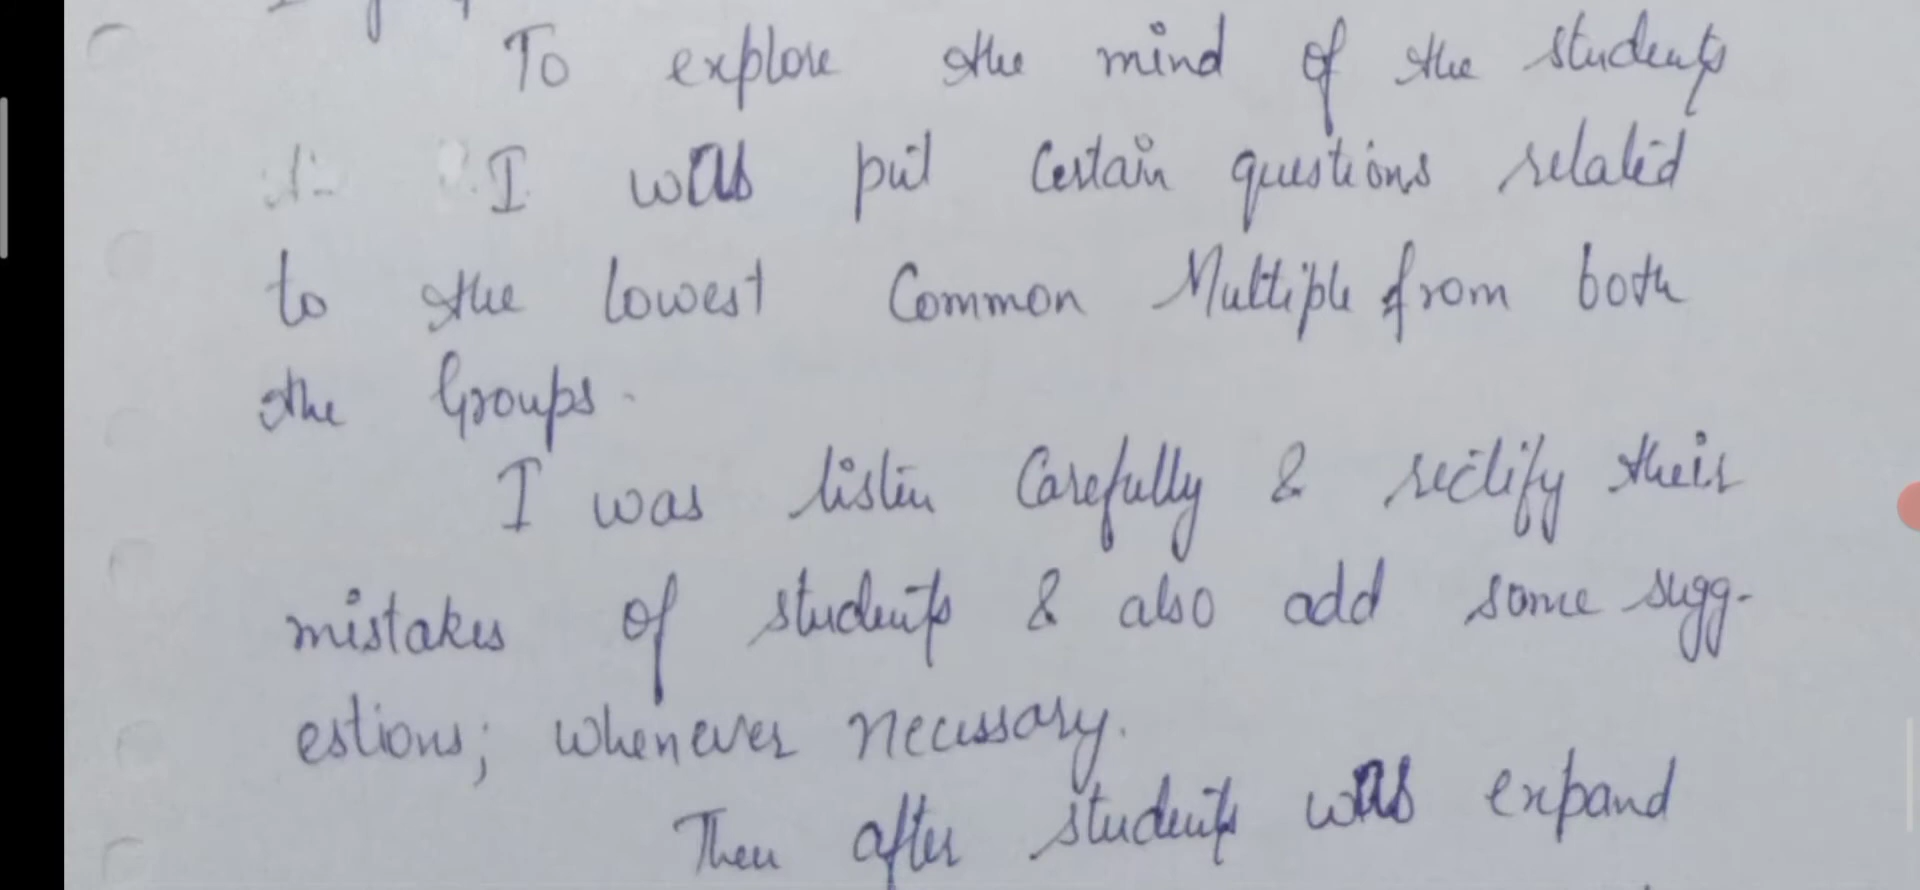 To explore the mind of the students
I was put Certain questions related
to the lowest Common Multiple from both
the Groups.
I was listen Carefully & rectify their
mistakes of students & also add some sugg-
estions; whenever necessary.
Then after students was expand